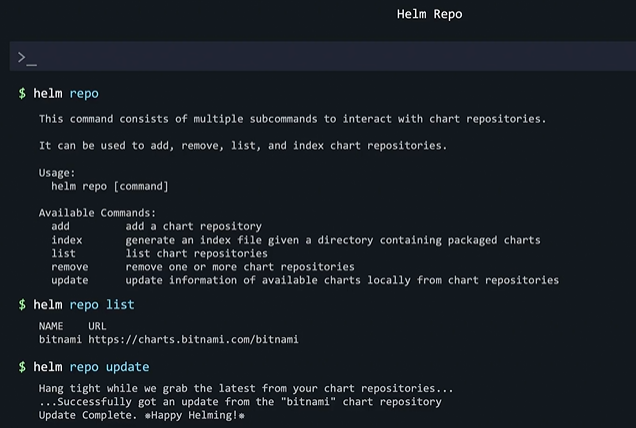 Helm Repo
>_
$ helm repo
This command consists of multiple subcommands to interact with chart repositories.
It can be used to add, remove, list, and index chart repositories.
Usage:
helm repo [command]
Available Commands:
add add a chart repository
index generate an index file given a directory containing packaged charts
list list chart repositories
remove remove one or more chart repositories
update update information of available charts locally from chart repositories
$ helm repo list
NAME URL
bitnami https://charts.bitnami.com/bitnami
$ helm repo update
Hang tight while we grab the latest from your chart repositories...
...Successfully got an update from the "bitnami" chart repository
Update Complete. ⎈Happy Helming!⎈